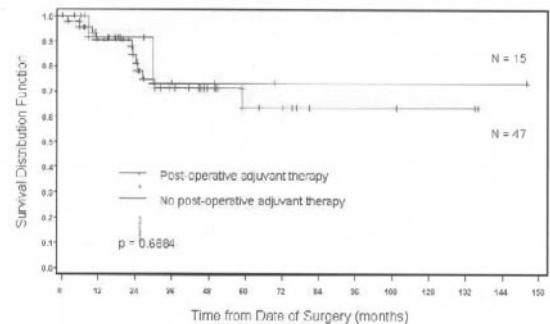 Survival Distribution Function
1.0
0.9
0.8
0.7
0.6
0.5
0.4
0.3
0.2
0.1
0.0
N = 15
N = 47
Post-operative adjuvant therapy
No post-operative adjuvant therapy
p = 0.6884
0 12 24 36 48 60 72 84 96 108 120 132 144 156
Time from Date of Surgery (months)